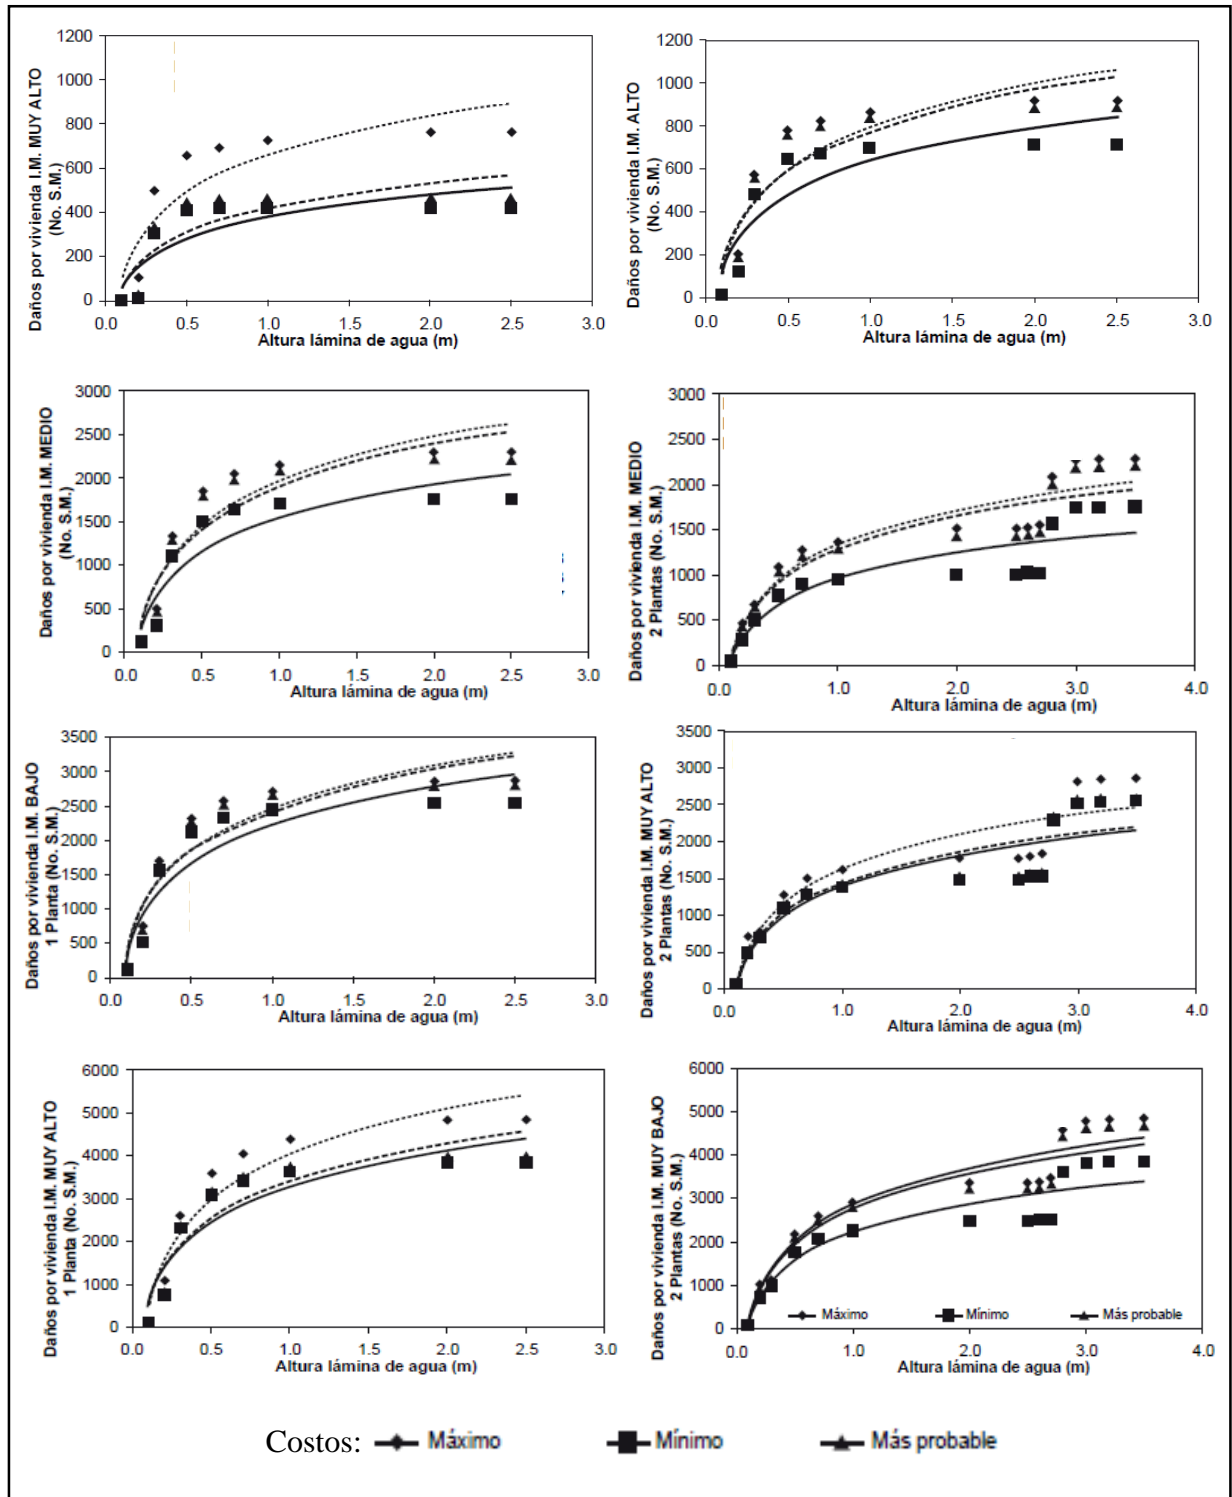 Daños por vivienda I.M. MUY ALTO
(No. S.M.)
1200
1000
800
600
400
200
0
0.0 0.5 1.0 1.5 2.0 2.5 3.0
Altura lámina de agua (m)
Daños por vivienda I.M. ALTO
(No. S.M.)
1200
1000
800
600
400
200
0
0.0 0.5 1.0 1.5 2.0 2.5 3.0
Altura lámina de agua (m)
Daños por vivienda I.M. MEDIO
(No. S.M.)
3000
2500
2000
1500
1000
500
0
0.0 0.5 1.0 1.5 2.0 2.5 3.0
Altura lámina de agua (m)
Daños por vivienda I.M. MEDIO
2 Plantas (No. S.M.)
3000
2500
2000
1500
1000
500
0
0.0 1.0 2.0 3.0 4.0
Altura lámina de agua (m)
Daños por vivienda I.M. BAJO
1 Planta (No. S.M.)
3500
3000
2500
2000
1500
1000
500
0
0.0 0.5 1.0 1.5 2.0 2.5 3.0
Altura lámina de agua (m)
Daños por vivienda I.M. MUY ALTO
2 Plantas (No. S.M.)
3500
3000
2500
2000
1500
1000
500
0
0.0 1.0 2.0 3.0 4.0
Altura lámina de agua (m)
Daños por vivienda I.M. MUY ALTO
1 Planta (No. S.M.)
6000
5000
4000
3000
2000
1000
0
0.0 0.5 1.0 1.5 2.0 2.5 3.0
Altura lámina de agua (m)
Daños por vivienda I.M. MUY BAJO
2 Plantas (No. S.M.)
6000
5000
4000
3000
2000
1000
0
Máximo Mínimo Más probable
0.0 1.0 2.0 3.0 4.0
Altura lámina de agua (m)
Costos: Máximo Mínimo Más probable